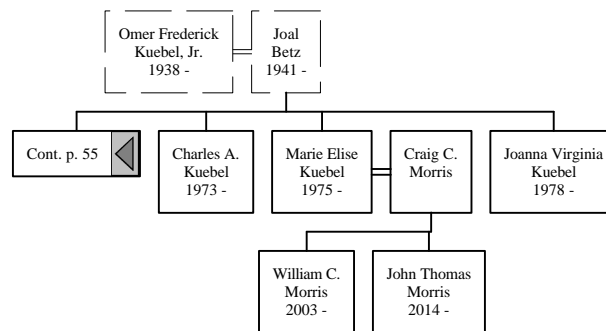 Omer Frederick
Kuebel, Jr.
1938 -
Joal
Betz
1941 -
Cont. p. 55
Charles A.
Kuebel
1973 -
Marie Elise
Kuebel
1975 -
Craig C.
Morris
Joanna Virginia
Kuebel
1978 -
William C.
Morris
2003 -
John Thomas
Morris
2014 -